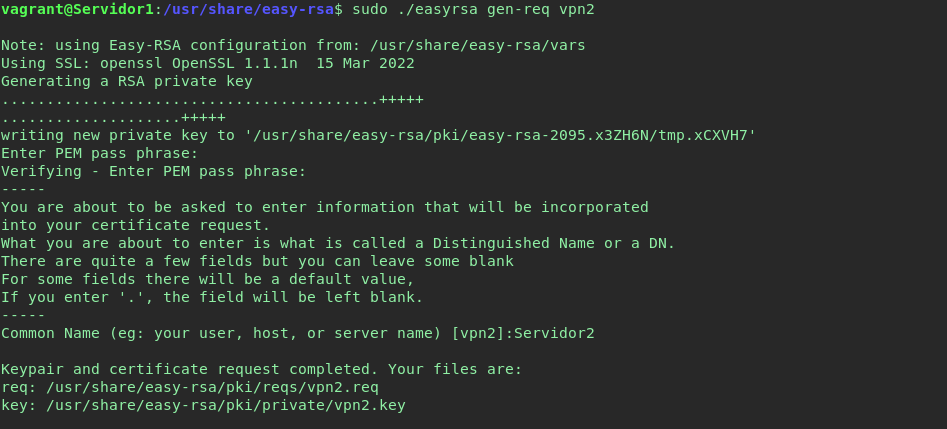 vagrant@Servidor1:/usr/share/easy-rsa$ sudo ./easyrsa gen-req vpn2
Note: using Easy-RSA configuration from: /usr/share/easy-rsa/vars
Using SSL: openssl OpenSSL 1.1.1n  15 Mar 2022
Generating a RSA private key
..........................................+++++
....................+++++
writing new private key to '/usr/share/easy-rsa/pki/easy-rsa-2095.x3ZH6N/tmp.xCXVH7'
Enter PEM pass phrase:
Verifying - Enter PEM pass phrase:
-----
You are about to be asked to enter information that will be incorporated
into your certificate request.
What you are about to enter is what is called a Distinguished Name or a DN.
There are quite a few fields but you can leave some blank
For some fields there will be a default value,
If you enter '.', the field will be left blank.
-----
Common Name (eg: your user, host, or server name) [vpn2]:Servidor2
Keypair and certificate request completed. Your files are:
req: /usr/share/easy-rsa/pki/reqs/vpn2.req
key: /usr/share/easy-rsa/pki/private/vpn2.key